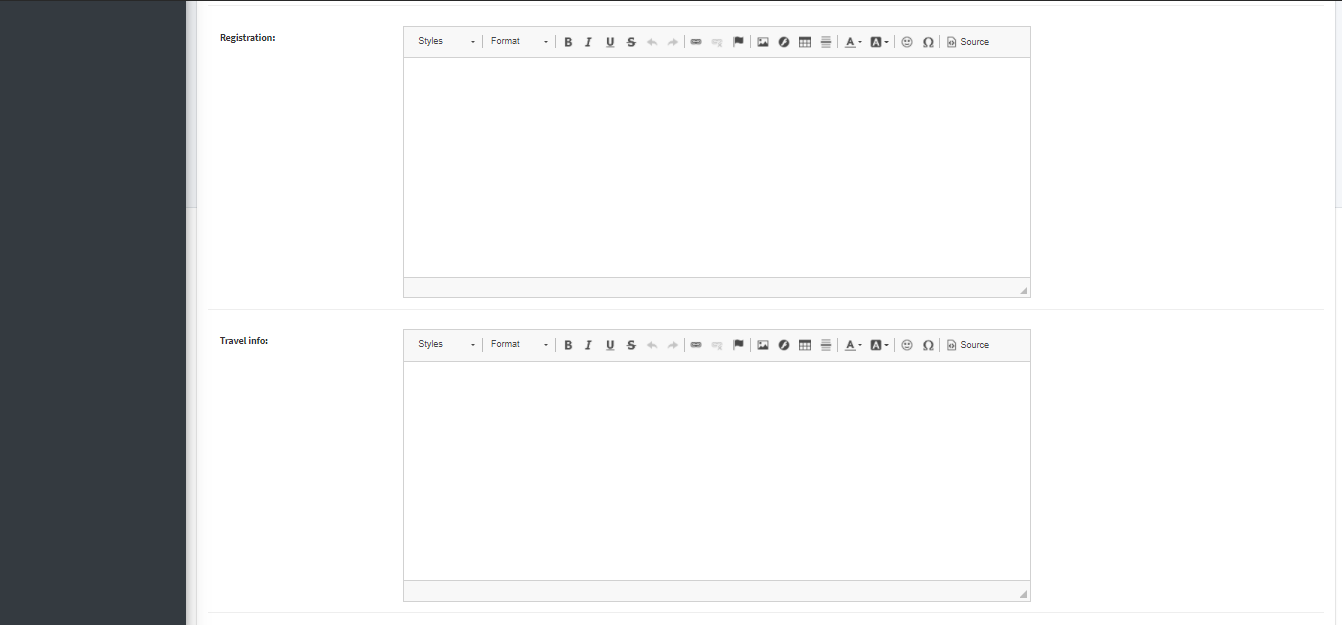 Registration:
Styles Format B I U S A A Ω Source
Travel info:
Styles Format B I U S A A Ω Source